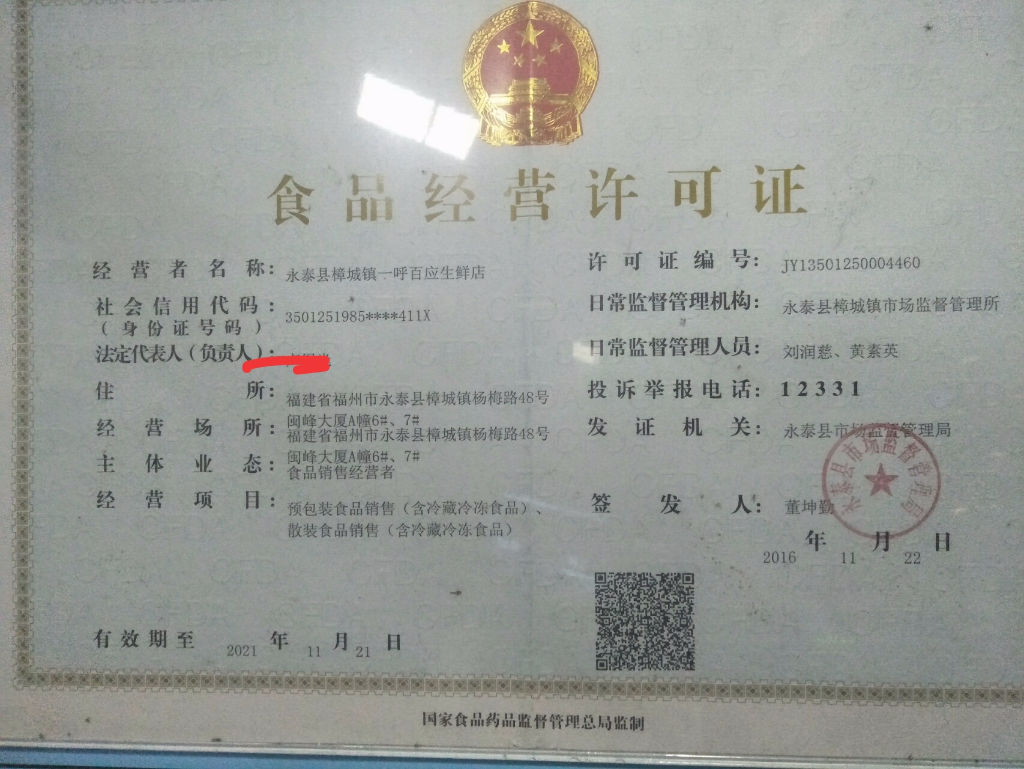 食品经营许可证
经营者名称：永泰县樟城镇一呼百应生鲜店
社会信用代码：
（身份证号码）
3501251985****411X
法定代表人（负责人）：
住所：福建省福州市永泰县樟城镇杨梅路48号
闽峰大厦A幢6#、7#
经营场所：福建省福州市永泰县樟城镇杨梅路48号
闽峰大厦A幢6#、7#
主体业态：食品销售经营者
经营项目：预包装食品销售（含冷藏冷冻食品）、
散装食品销售（含冷藏冷冻食品）
许可证编号：JY13501250004460
日常监督管理机构：永泰县樟城镇市场监督管理所
日常监督管理人员：刘润慈、黄素英
投诉举报电话：12331
发证机关：永泰县市场监督管理局
永泰县市场监督管理局
签发人：董坤勤
2016年11月22日
有效期至2021年11月21日
国家食品药品监督管理总局监制